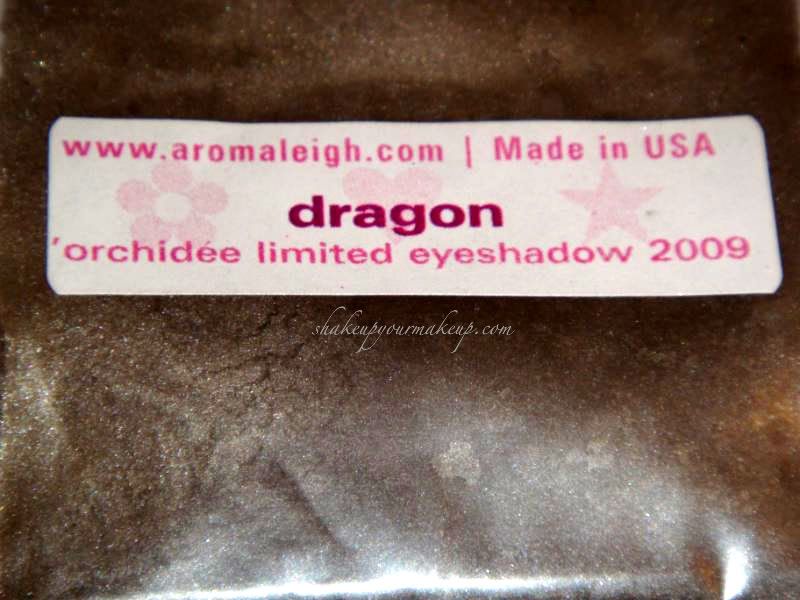 www.aromaleigh.com | Made in USA
dragon
'orchidée limited eyeshadow 2009
shakeupyourmakeup.com